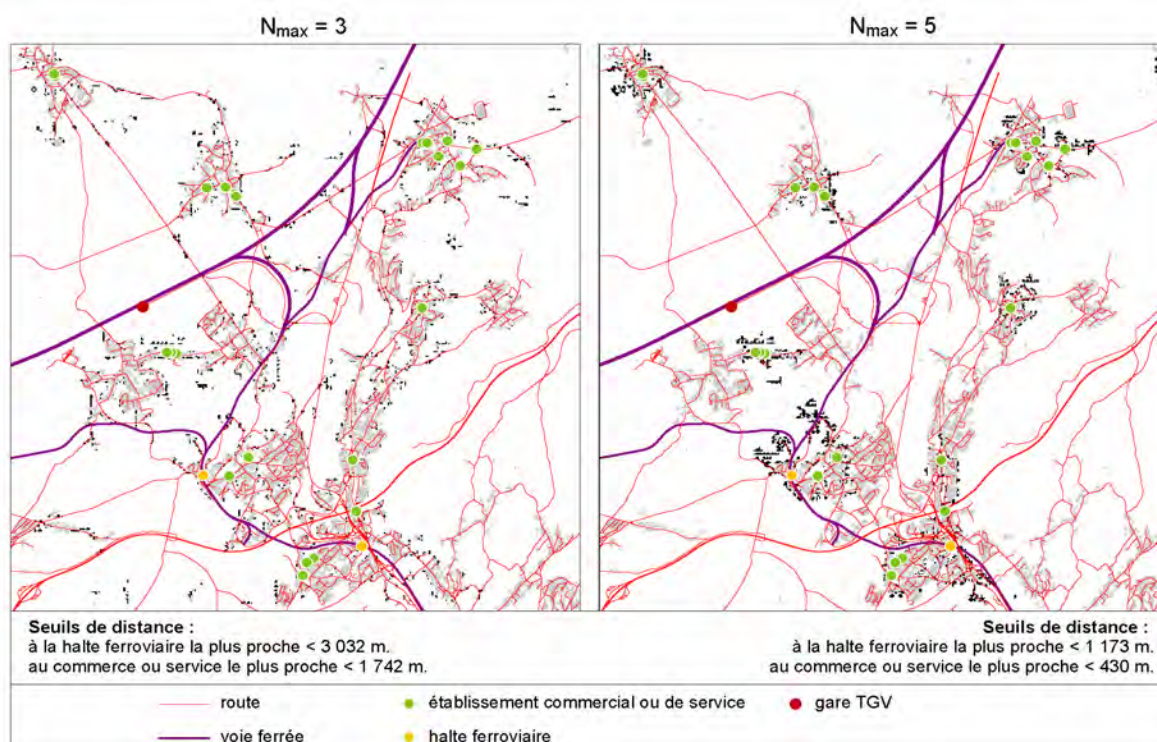 N_max = 3
N_max = 5
Seuils de distance :
à la halte ferroviaire la plus proche < 3 032 m.
au commerce ou service le plus proche < 1 742 m.
Seuils de distance :
à la halte ferroviaire la plus proche < 1 173 m.
au commerce ou service le plus proche < 430 m.
route
établissement commercial ou de service
gare TGV
voie ferrée
halte ferroviaire